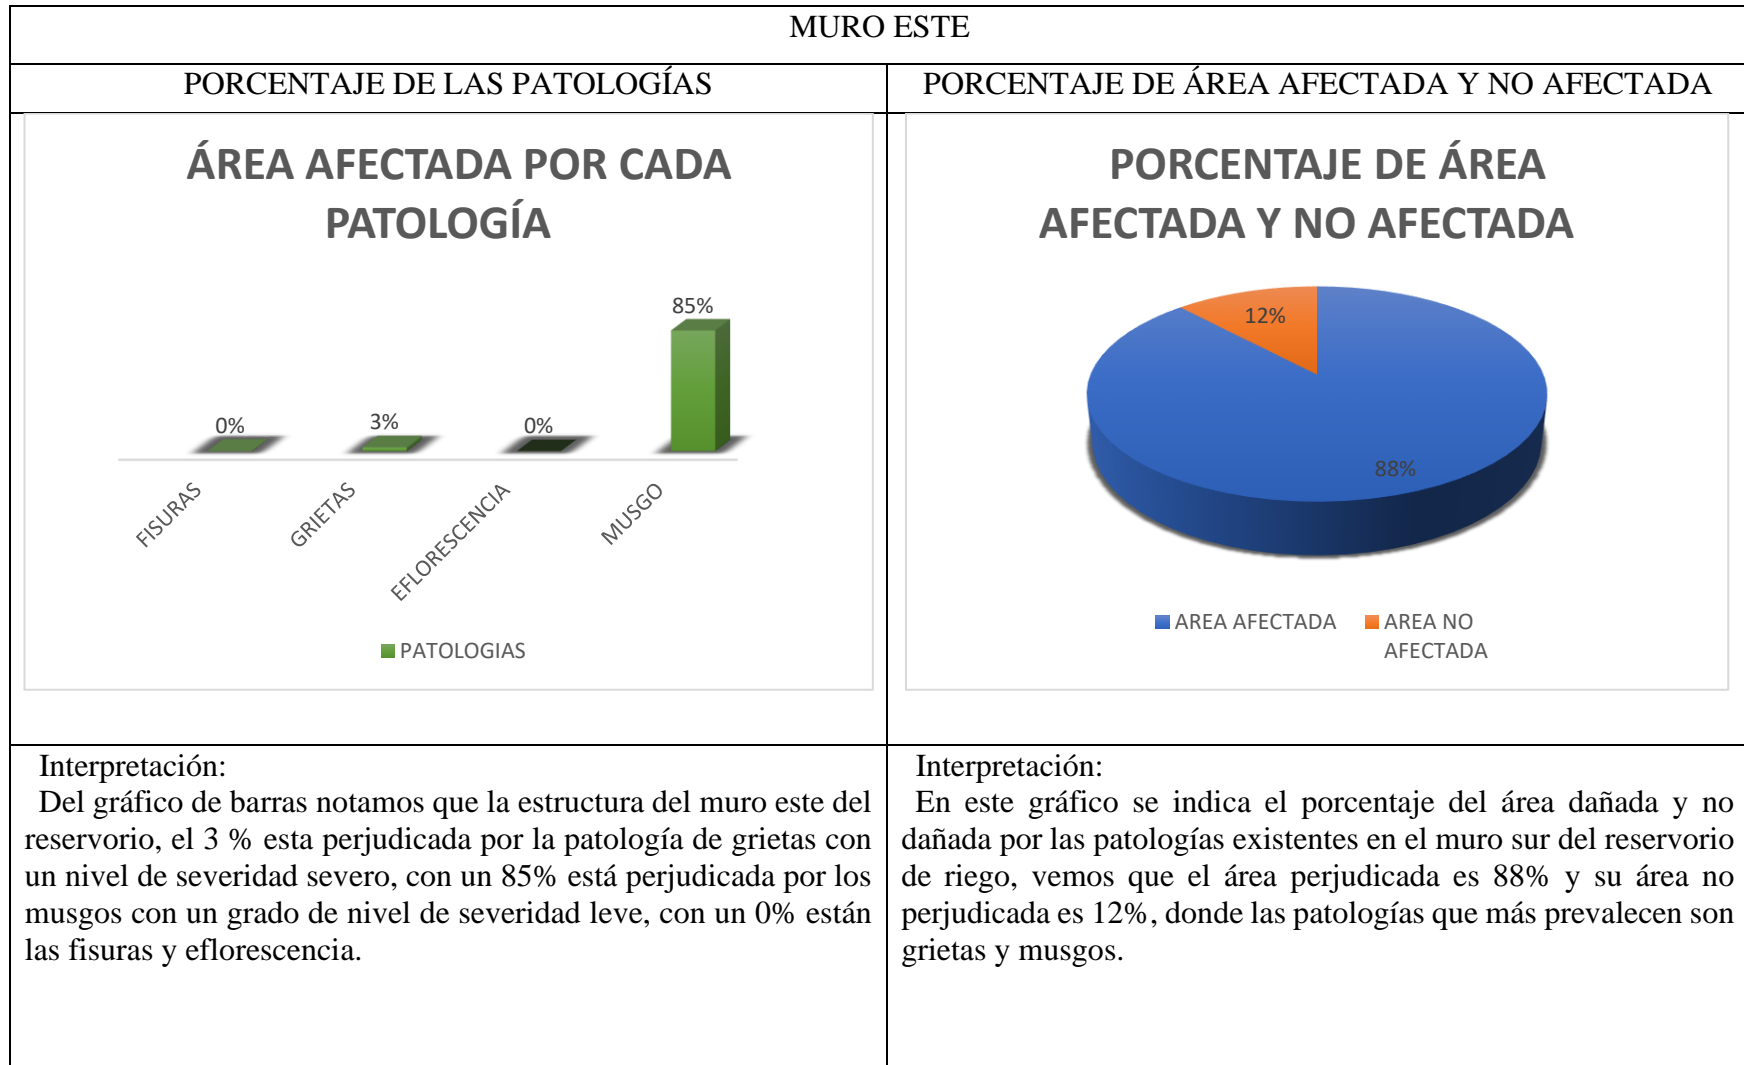 MURO ESTE
PORCENTAJE DE LAS PATOLOGÍAS
PORCENTAJE DE ÁREA AFECTADA Y NO AFECTADA
ÁREA AFECTADA POR CADA
PATOLOGÍA
0%
3%
0%
85%
FISURAS
GRIETAS
EFLORESCENCIA
MUSGO
PATOLOGIAS
PORCENTAJE DE ÁREA
AFECTADA Y NO AFECTADA
12%
88%
AREA AFECTADA
AREA NO
AFECTADA
Interpretación:
Del gráfico de barras notamos que la estructura del muro este del
reservorio, el 3 % esta perjudicada por la patología de grietas con
un nivel de severidad severo, con un 85% está perjudicada por los
musgos con un grado de nivel de severidad leve, con un 0% están
las fisuras y eflorescencia.
Interpretación:
En este gráfico se indica el porcentaje del área dañada y no
dañada por las patologías existentes en el muro sur del reservorio
de riego, vemos que el área perjudicada es 88% y su área no
perjudicada es 12%, donde las patologías que más prevalecen son
grietas y musgos.